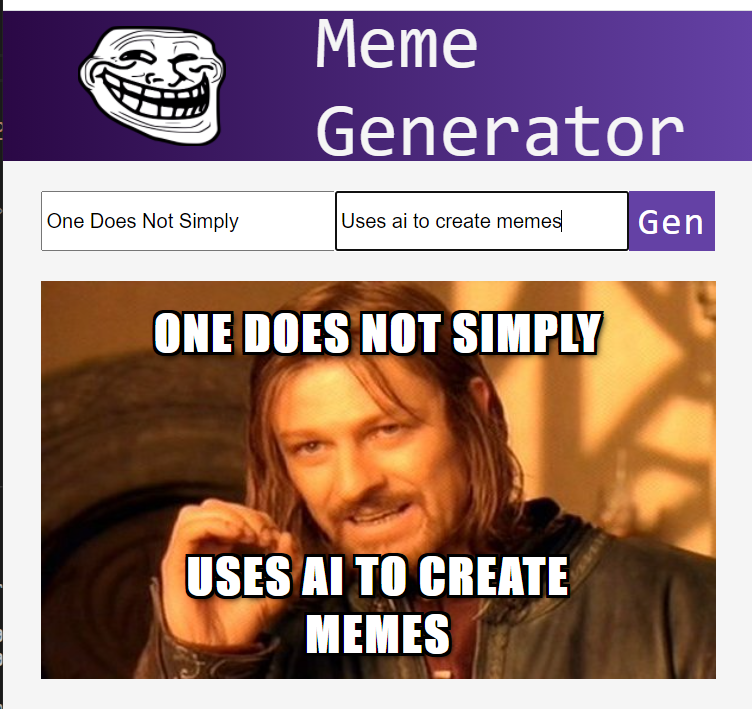 Meme
Generator
One Does Not Simply
Uses ai to create memes
Gen
ONE DOES NOT SIMPLY
USES AI TO CREATE
MEMES